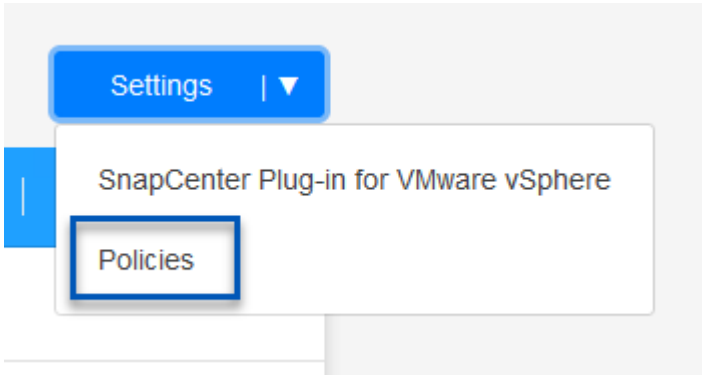 Settings | ▼
SnapCenter Plug-in for VMware vSphere
Policies